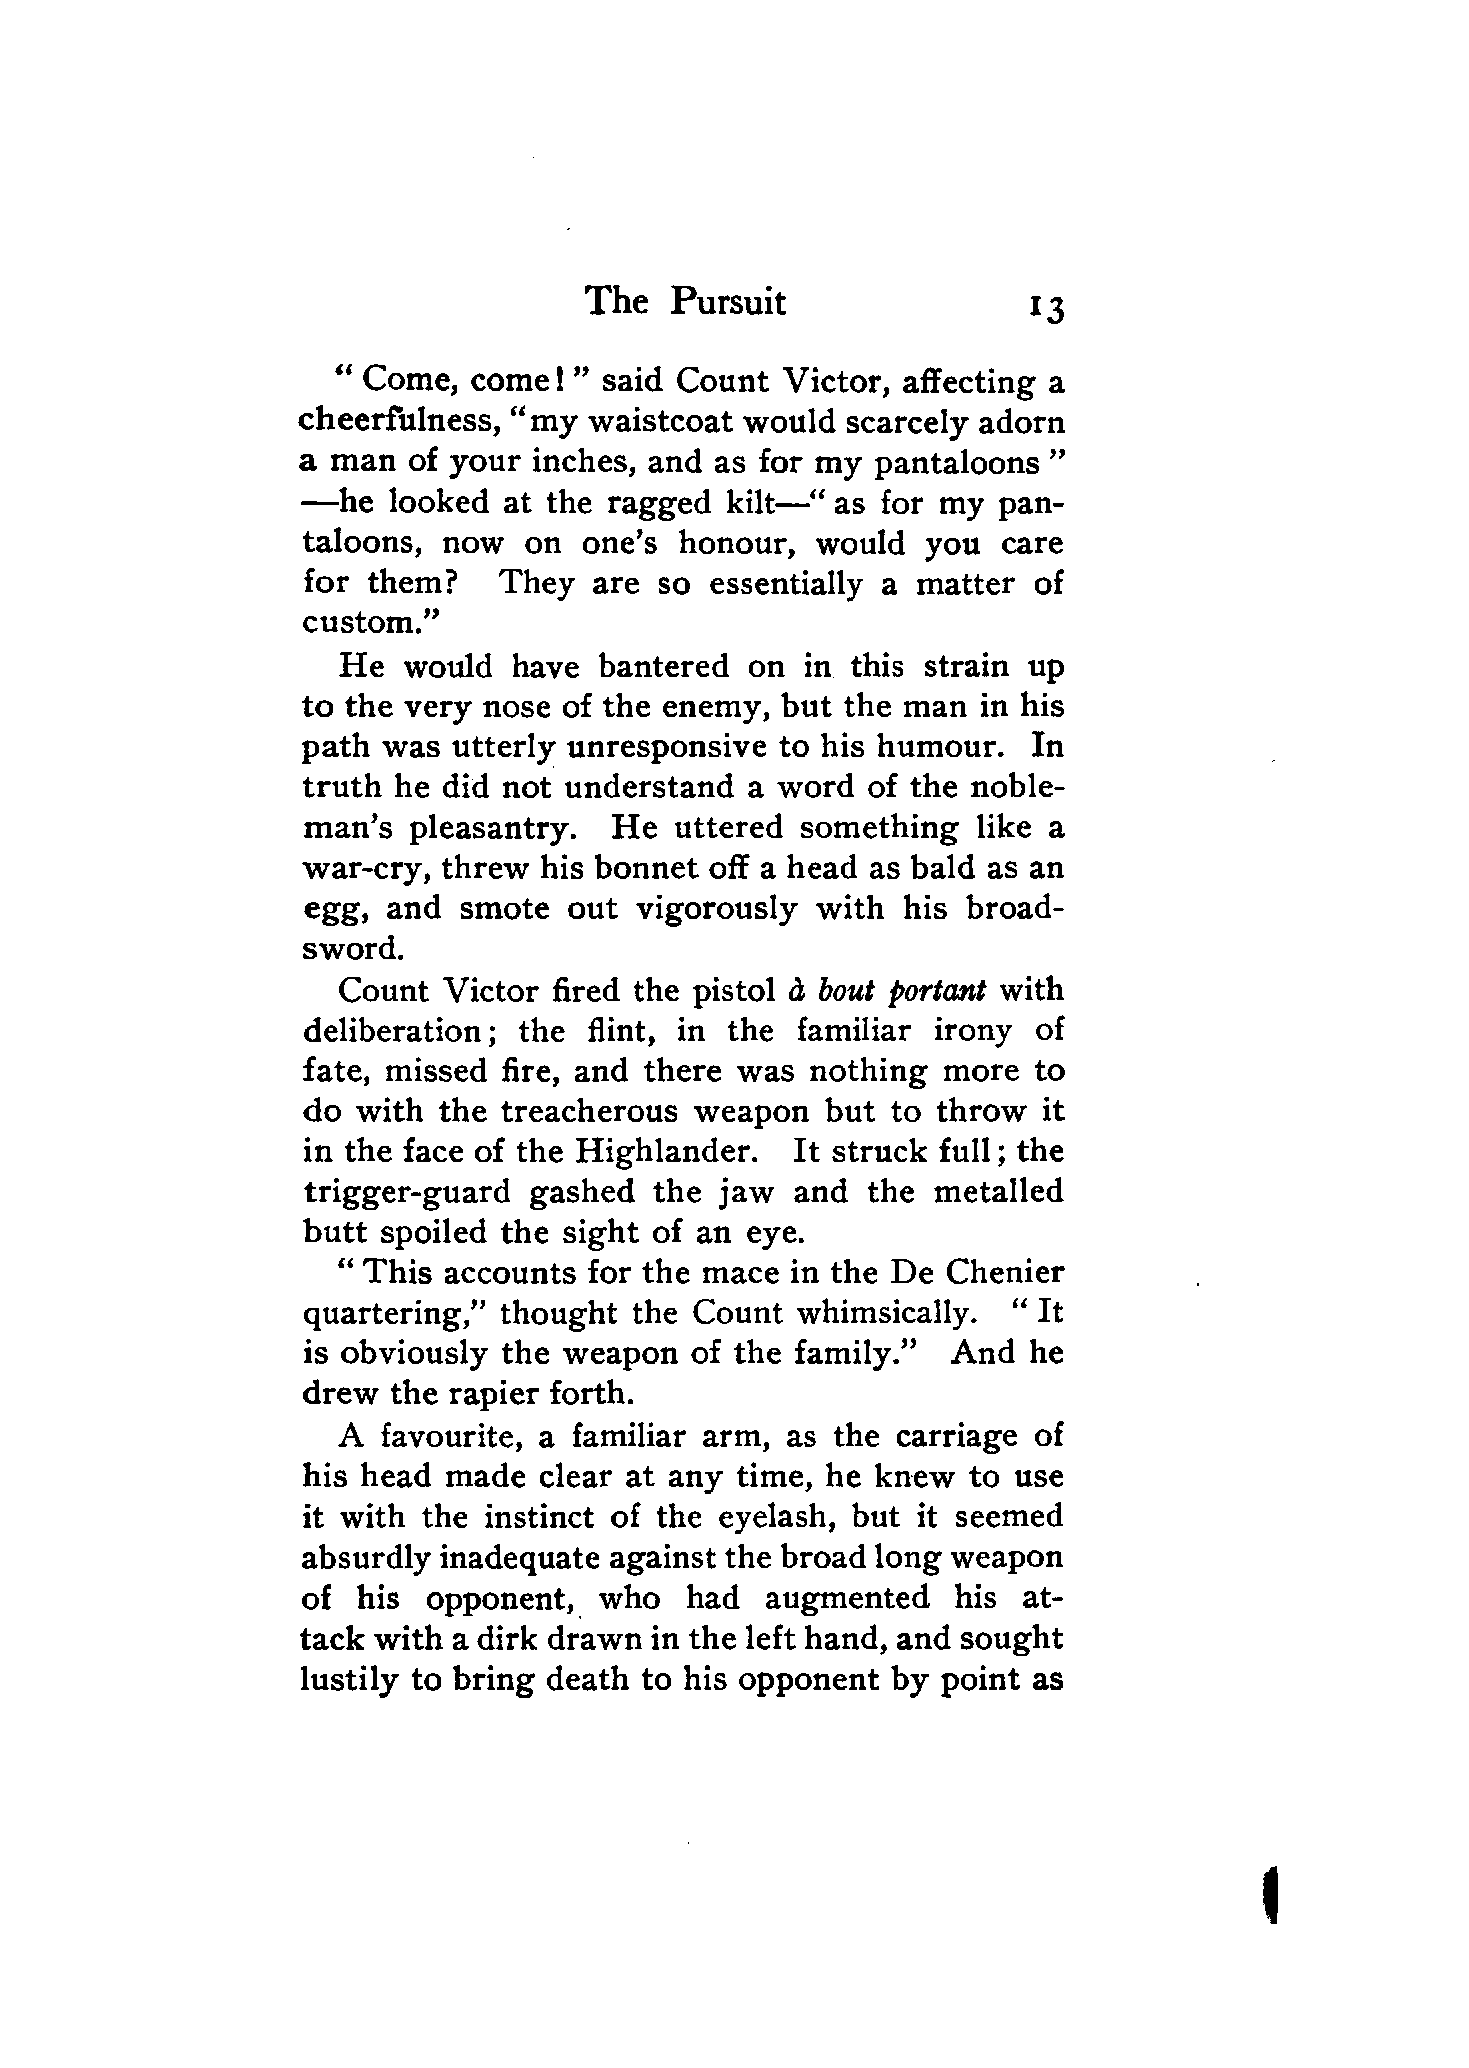 The Pursuit 13
“ Come, come! ” said Count Victor, affecting a
cheerfulness, “my waistcoat would scarcely adorn
a man of your inches, and as for my pantaloons ”
—he looked at the ragged kilt—“ as for my pan-
taloons, now on one’s honour, would you care
for them? They are so essentially a matter of
custom.”
He would have bantered on in this strain up
to the very nose of the enemy, but the man in his
path was utterly unresponsive to his humour. In
truth he did not understand a word of the noble-
man’s pleasantry. He uttered something like a
war-cry, threw his bonnet off a head as bald as an
egg, and smote out vigorously with his broad-
sword.
Count Victor fired the pistol à bout portant with
deliberation; the flint, in the familiar irony of
fate, missed fire, and there was nothing more to
do with the treacherous weapon but to throw it
in the face of the Highlander. It struck full; the
trigger-guard gashed the jaw and the metalled
butt spoiled the sight of an eye.
“ This accounts for the mace in the De Chenier
quartering,” thought the Count whimsically. “ It
is obviously the weapon of the family.” And he
drew the rapier forth.
A favourite, a familiar arm, as the carriage of
his head made clear at any time, he knew to use
it with the instinct of the eyelash, but it seemed
absurdly inadequate against the broad long weapon
of his opponent, who had augmented his at-
tack with a dirk drawn in the left hand, and sought
lustily to bring death to his opponent by point as